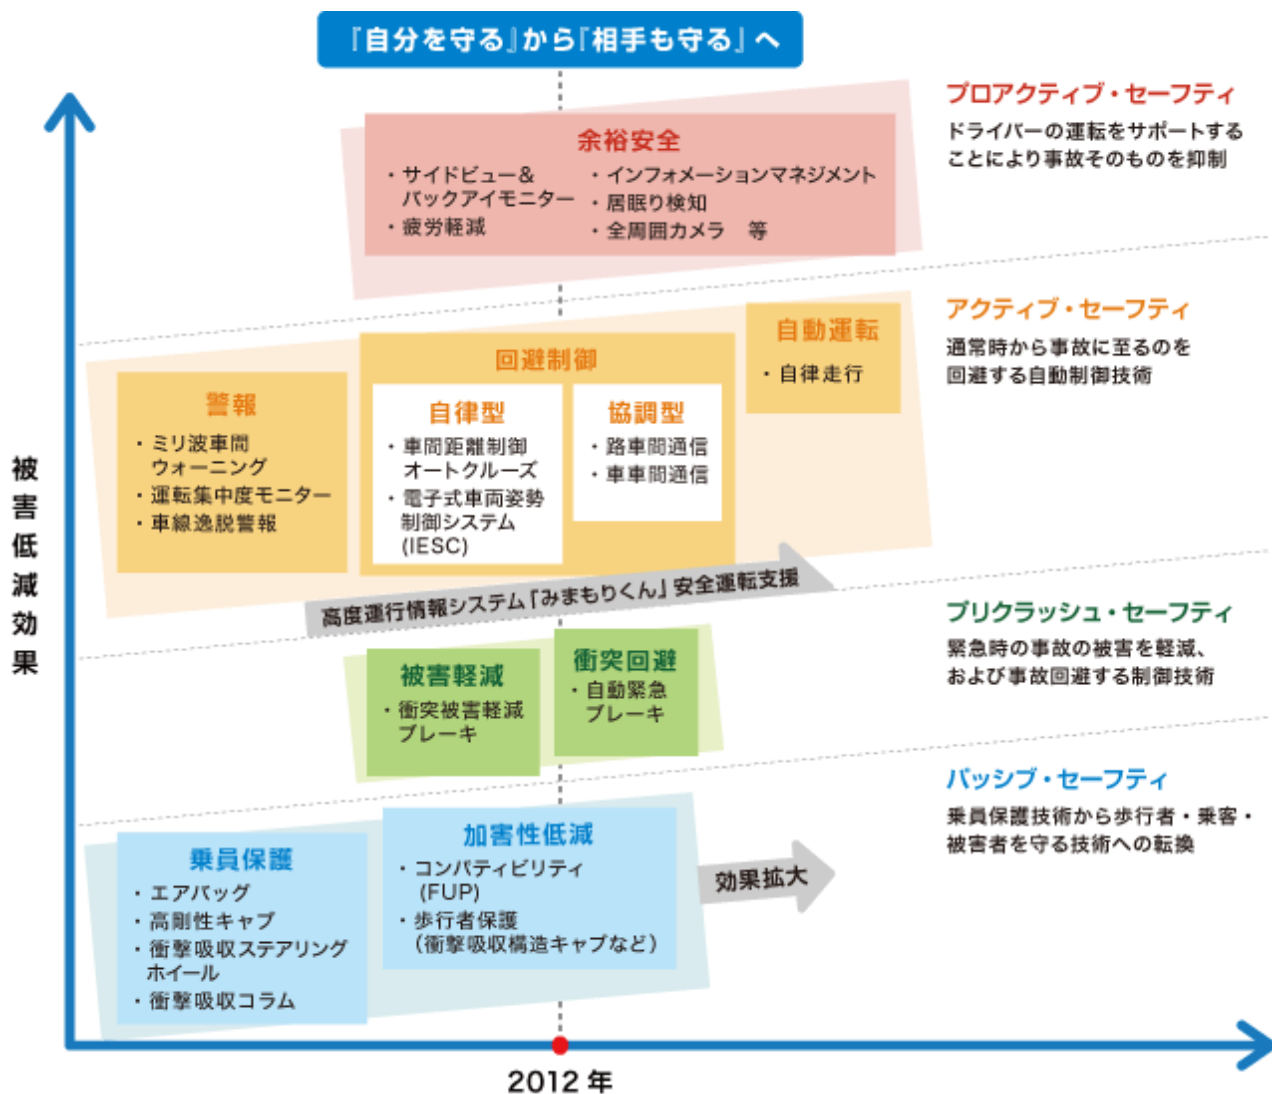 『自分を守る』から『相手も守る』へ
プロアクティブ・セーフティ
ドライバーの運転をサポートする
ことにより事故そのものを抑制
余裕安全
・サイドビュー&
バックアイモニター
・疲労軽減
・インフォメーションマネジメント
・居眠り検知
・全周囲カメラ 等
アクティブ・セーフティ
通常時から事故に至るのを
回避する自動制御技術
警報
・ミリ波車間
ウォーニング
・運転集中度モニター
・車線逸脱警報
回避制御
自律型
・車間距離制御
オートクルーズ
・電子式車両姿勢
制御システム
(IESC)
協調型
・路車間通信
・車車間通信
自動運転
・自律走行
高度運行情報システム『みまもりくん』安全運転支援
プリクラッシュ・セーフティ
緊急時の事故の被害を軽減、
および事故回避する制御技術
被害軽減
・衝突被害軽減
ブレーキ
衝突回避
・自動緊急
ブレーキ
パッシブ・セーフティ
乗員保護技術から歩行者・乗客・
被害者を守る技術への転換
乗員保護
・エアバッグ
・高剛性キャブ
・衝撃吸収ステアリング
ホイール
・衝撃吸収コラム
加害性低減
・コンパティビリティ
(FUP)
・歩行者保護
(衝撃吸収構造キャブなど)
効果拡大
被害低減効果
2012年